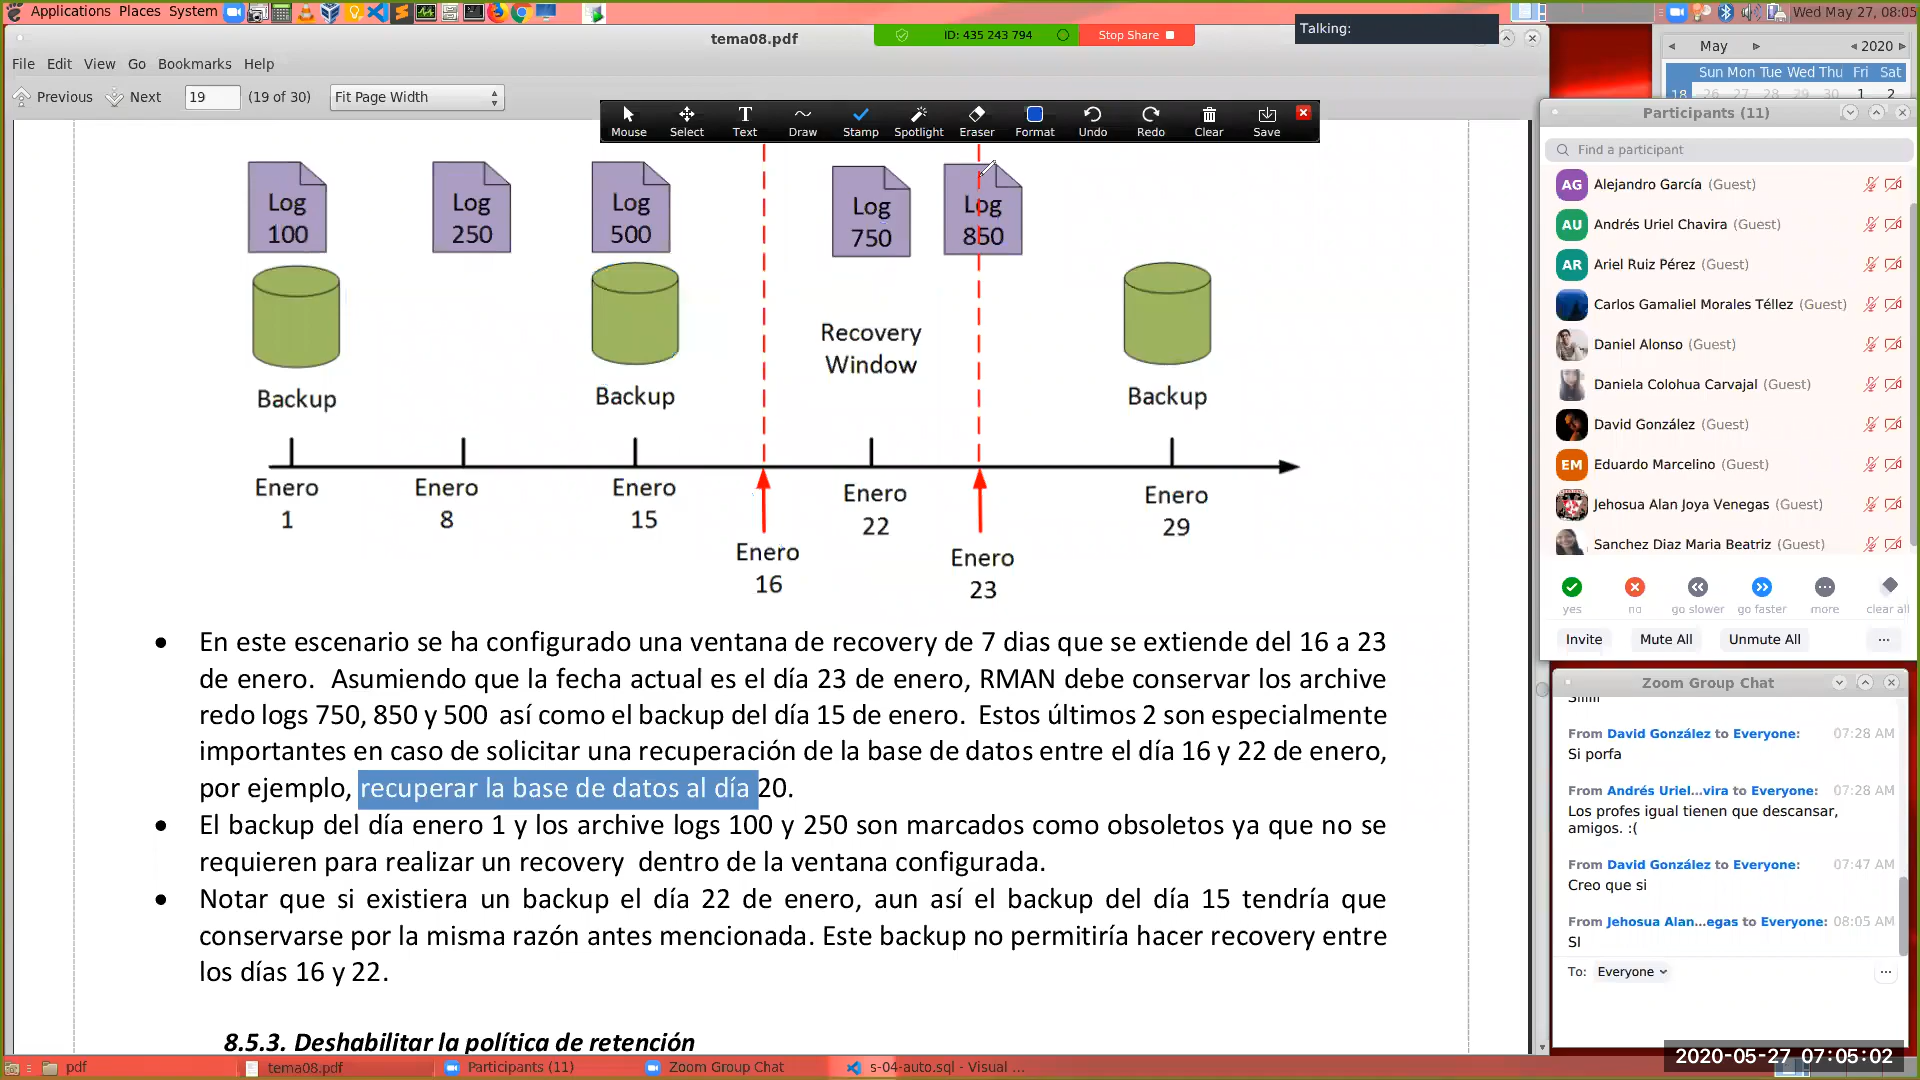 Applications Places System
Wed May 27, 08:05
tema08.pdf
ID: 435 243 794
Stop Share
Talking:
File Edit View Go Bookmarks Help
Previous Next 19 (19 of 30) Fit Page Width
Mouse Select Text Draw Stamp Spotlight Eraser Format Undo Redo Clear Save
Log
100
Log
250
Log
500
Log
750
Log
850
Recovery
Window
Backup
Backup
Backup
Enero
1
Enero
8
Enero
15
Enero
16
Enero
22
Enero
23
Enero
29
• En este escenario se ha configurado una ventana de recovery de 7 dias que se extiende del 16 a 23
de enero. Asumiendo que la fecha actual es el día 23 de enero, RMAN debe conservar los archive
redo logs 750, 850 y 500 así como el backup del día 15 de enero. Estos últimos 2 son especialmente
importantes en caso de solicitar una recuperación de la base de datos entre el día 16 y 22 de enero,
por ejemplo, recuperar la base de datos al día 20.
• El backup del día enero 1 y los archive logs 100 y 250 son marcados como obsoletos ya que no se
requieren para realizar un recovery dentro de la ventana configurada.
• Notar que si existiera un backup el día 22 de enero, aun así el backup del día 15 tendría que
conservarse por la misma razón antes mencionada. Este backup no permitiría hacer recovery entre
los días 16 y 22.
8.5.3. Deshabilitar la política de retención
May 2020
Sun Mon Tue Wed Thu Fri Sat
18 26 27 28 29 30 1 2
Participants (11)
Find a participant
AG Alejandro García (Guest)
AU Andrés Uriel Chavira (Guest)
AR Ariel Ruiz Pérez (Guest)
Carlos Gamaliel Morales Téllez (Guest)
Daniel Alonso (Guest)
Daniela Colohua Carvajal (Guest)
David González (Guest)
EM Eduardo Marcelino (Guest)
Jehosua Alan Joya Venegas (Guest)
Sanchez Diaz Maria Beatriz (Guest)
yes no go slower go faster more clear all
Invite Mute All Unmute All ...
Zoom Group Chat
From David González to Everyone: 07:28 AM
Si porfa
From Andrés Uriel...vira to Everyone: 07:28 AM
Los profes igual tienen que descansar,
amigos. :(
From David González to Everyone: 07:47 AM
Creo que si
From Jehosua Alan...egas to Everyone: 08:05 AM
SI
To: Everyone ...
pdf
tema08.pdf
Participants (11)
Zoom Group Chat
s-04-auto.sql - Visual ...
2020-05-27 07:05:02